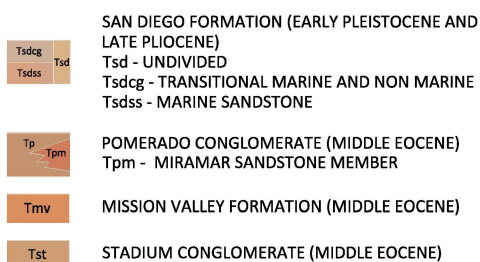 SAN DIEGO FORMATION (EARLY PLEISTOCENE AND
LATE PLIOCENE)
Tsdcg
Tsd
Tsdss
Tsd - UNDIVIDED
Tsdcg - TRANSITIONAL MARINE AND NON MARINE
Tsdss - MARINE SANDSTONE
Tp
Tpm
POMERADO CONGLOMERATE (MIDDLE EOCENE)
Tpm - MIRAMAR SANDSTONE MEMBER
Tmv
MISSION VALLEY FORMATION (MIDDLE EOCENE)
Tst
STADIUM CONGLOMERATE (MIDDLE EOCENE)